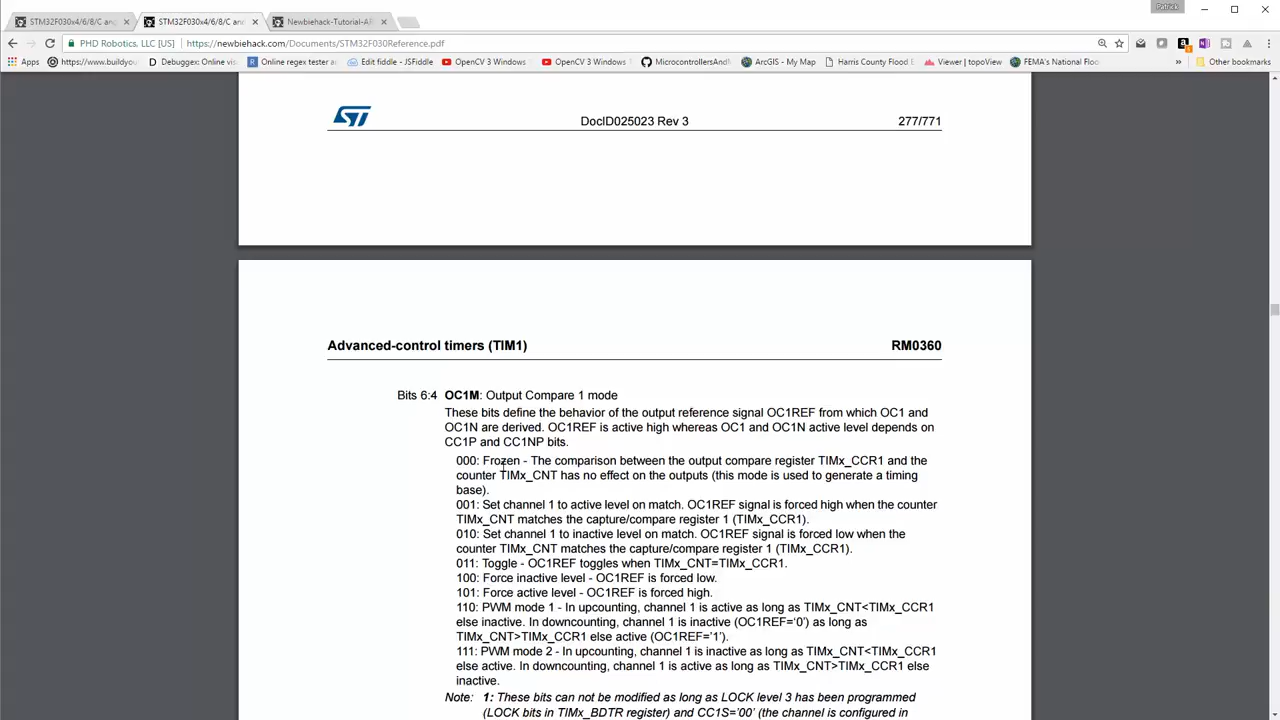 Patrick
STM32F030x4/6/8/C an
STM32F030x4/6/8/C an
Newbiehack-Tutorial-AR
PHD Robotics, LLC [US]
https://newbiehack.com/Documents/STM32F030Reference.pdf
Apps
https://www.buildyou
Debuggex: Online vis
Online regex tester a
Edit fiddle - JSFiddle
OpenCV 3 Windows
OpenCV 3 Windows
MicrocontrollersAnd
ArcGIS - My Map
Harris County Flood
Viewer | topoView
FEMA's National Floo
»
Other bookmarks
ST
DocID025023 Rev 3
277/771
Advanced-control timers (TIM1)
RM0360
Bits 6:4 OC1M: Output Compare 1 mode
These bits define the behavior of the output reference signal OC1REF from which OC1 and
OC1N are derived. OC1REF is active high whereas OC1 and OC1N active level depends on
CC1P and CC1NP bits.
000: Frozen - The comparison between the output compare register TIMx_CCR1 and the
counter TIMx_CNT has no effect on the outputs (this mode is used to generate a timing
base).
001: Set channel 1 to active level on match. OC1REF signal is forced high when the counter
TIMx_CNT matches the capture/compare register 1 (TIMx_CCR1).
010: Set channel 1 to inactive level on match. OC1REF signal is forced low when the
counter TIMx_CNT matches the capture/compare register 1 (TIMx_CCR1).
011: Toggle - OC1REF toggles when TIMx_CNT=TIMx_CCR1.
100: Force inactive level - OC1REF is forced low.
101: Force active level - OC1REF is forced high.
110: PWM mode 1 - In upcounting, channel 1 is active as long as TIMx_CNT<TIMx_CCR1
else inactive. In downcounting, channel 1 is inactive (OC1REF=‘0’) as long as
TIMx_CNT>TIMx_CCR1 else active (OC1REF=’1’).
111: PWM mode 2 - In upcounting, channel 1 is inactive as long as TIMx_CNT<TIMx_CCR1
else active. In downcounting, channel 1 is active as long as TIMx_CNT>TIMx_CCR1 else
inactive.
Note: 1: These bits can not be modified as long as LOCK level 3 has been programmed
(LOCK bits in TIMx_BDTR register) and CC1S=’00’ (the channel is configured in